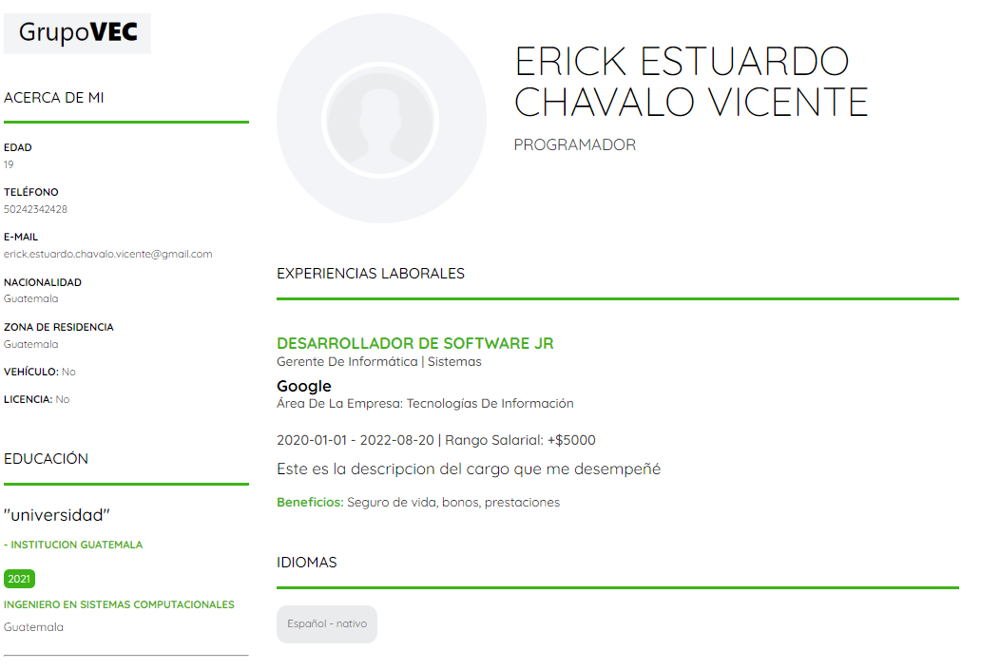 GrupoVEC
ACERCA DE MI
EDAD
19
TELÉFONO
50242342428
E-MAIL
erick.estuardo.chavalo.vicente@gmail.com
NACIONALIDAD
Guatemala
ZONA DE RESIDENCIA
Guatemala
VEHÍCULO: No
LICENCIA: No
EDUCACIÓN
"universidad"
- INSTITUCION GUATEMALA
2021
INGENIERO EN SISTEMAS COMPUTACIONALES
Guatemala
ERICK ESTUARDO
CHAVALO VICENTE
PROGRAMADOR
EXPERIENCIAS LABORALES
DESARROLLADOR DE SOFTWARE JR
Gerente De Informática | Sistemas
Google
Área De La Empresa: Tecnologías De Información
2020-01-01 - 2022-08-20 | Rango Salarial: +$5000
Este es la descripcion del cargo que me desempeñé
Beneficios: Seguro de vida, bonos, prestaciones
IDIOMAS
Español - nativo